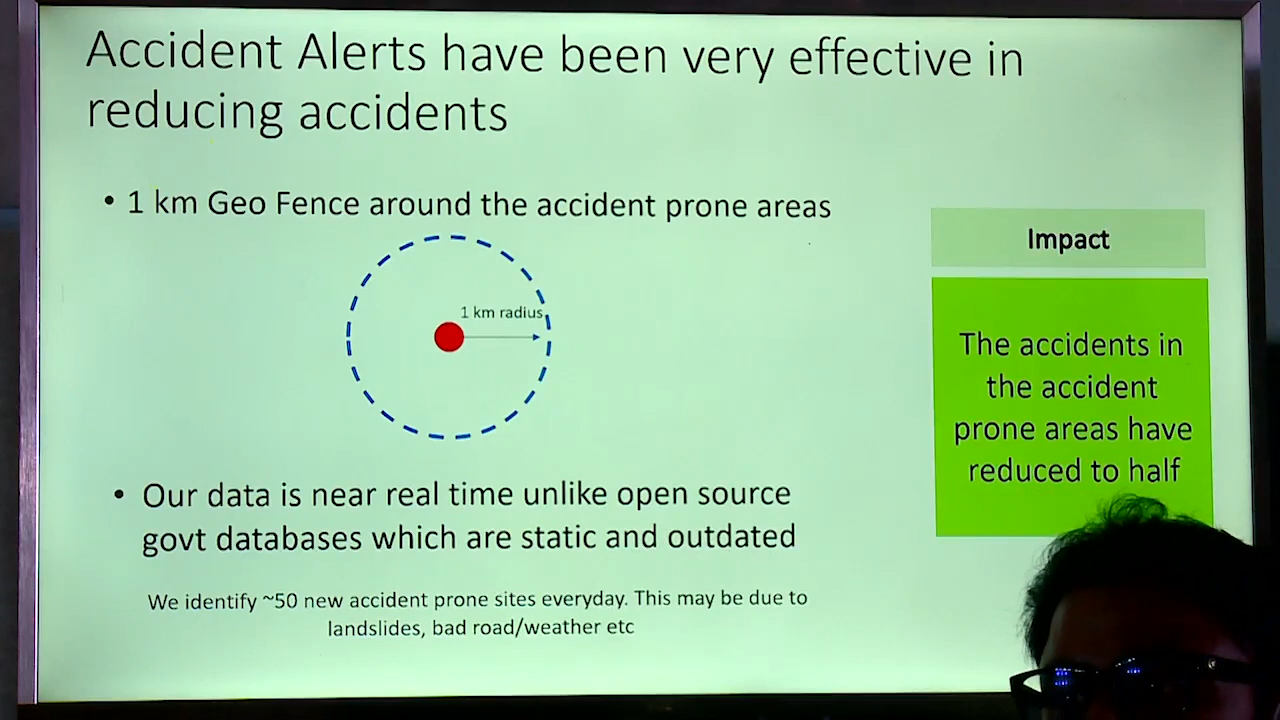 Accident Alerts have been very effective in
reducing accidents
• 1 km Geo Fence around the accident prone areas
1 km radius
Impact
The accidents in
the accident
prone areas have
reduced to half
• Our data is near real time unlike open source
govt databases which are static and outdated
We identify ~50 new accident prone sites everyday. This may be due to
landslides, bad road/weather etc